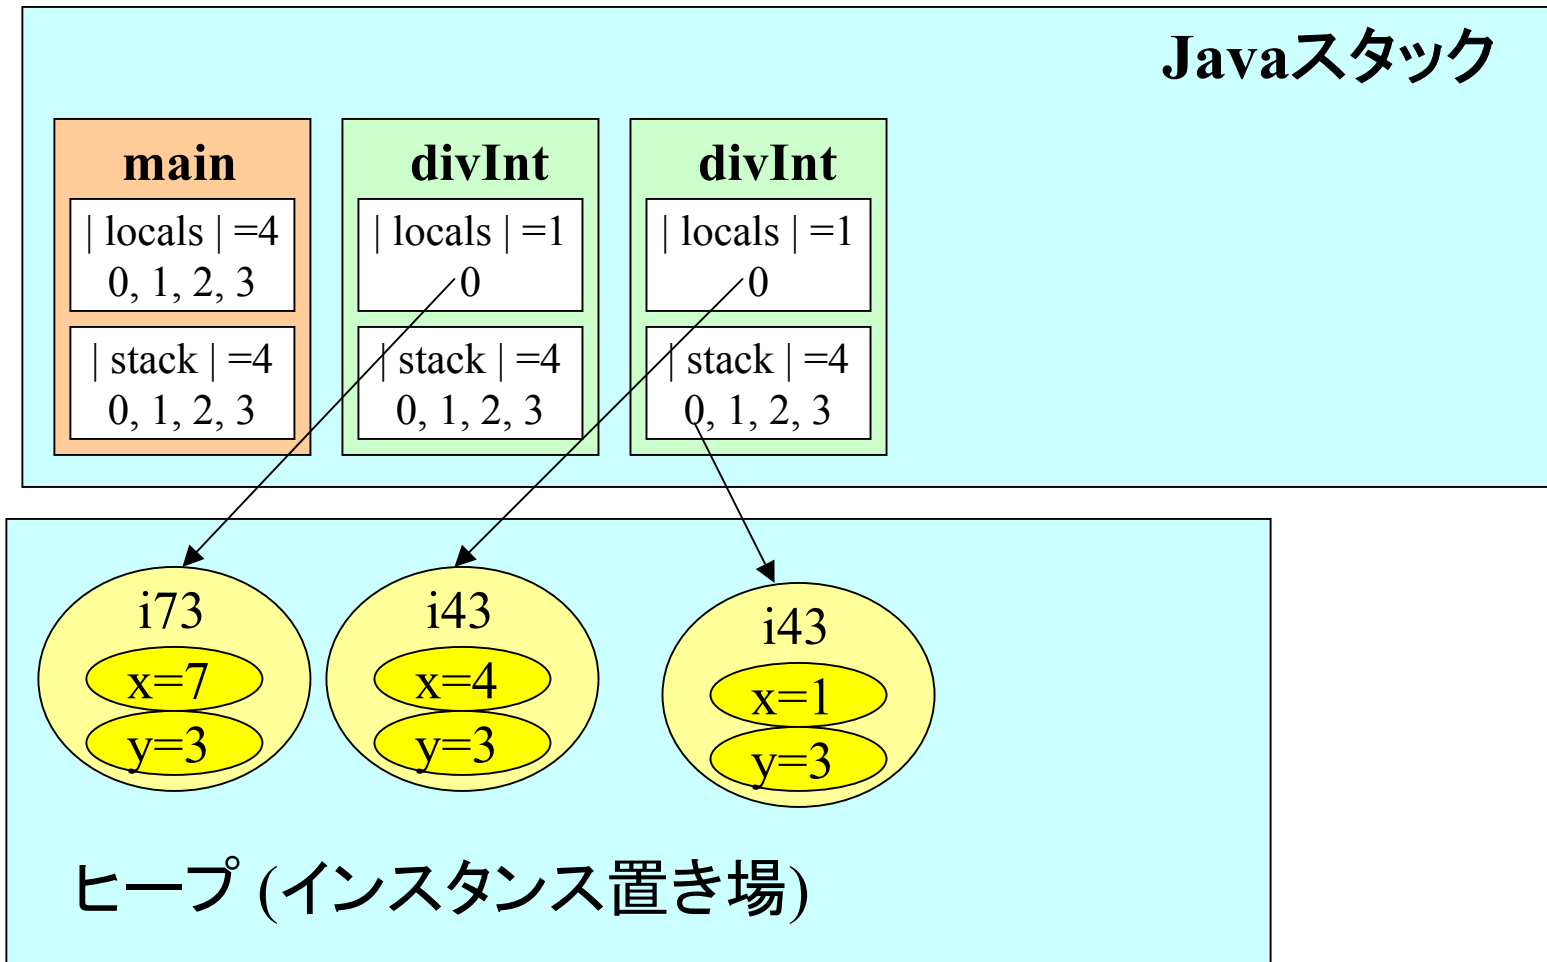 Javaスタック
main
| locals | =4
0, 1, 2, 3
| stack | =4
0, 1, 2, 3
divInt
| locals | =1
0
| stack | =4
0, 1, 2, 3
divInt
| locals | =1
0
| stack | =4
0, 1, 2, 3
i73
x=7
y=3
i43
x=4
y=3
i43
x=1
y=3
ヒープ (インスタンス置き場)